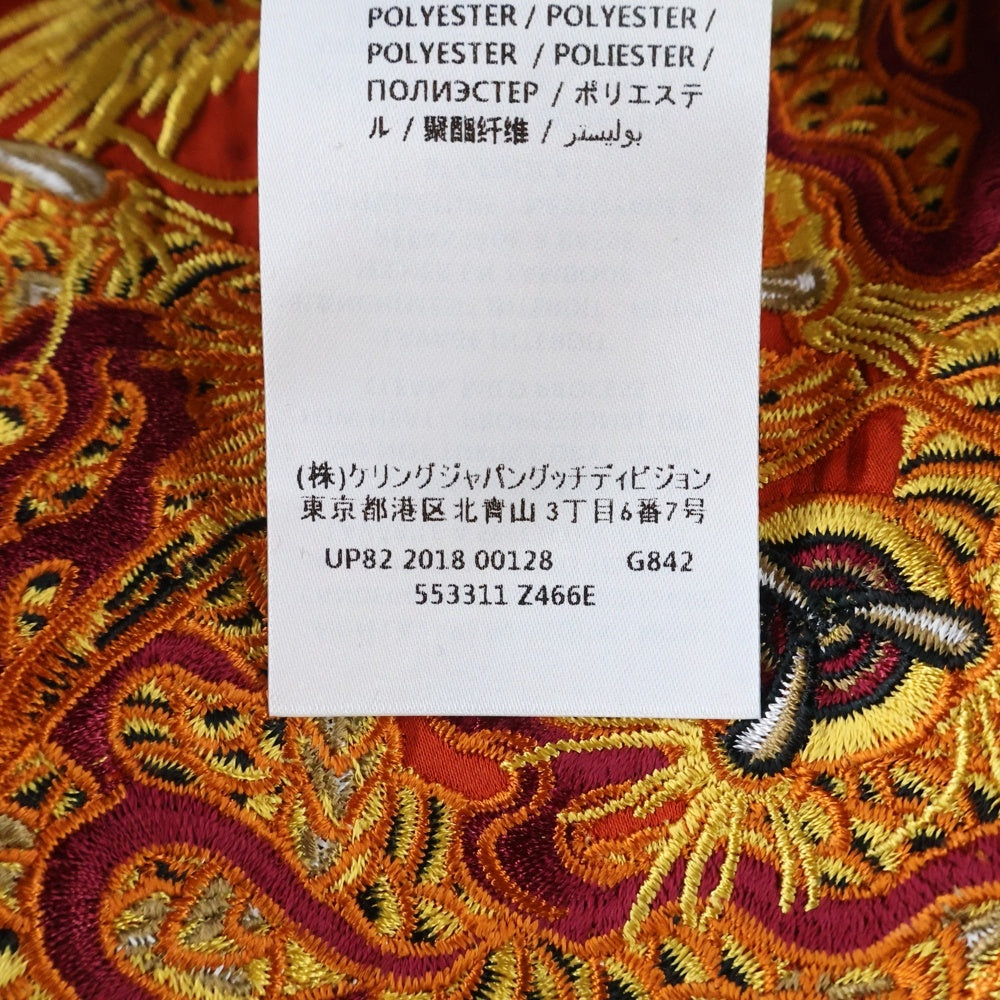 POLYESTER / POLYESTER /
POLYESTER / POLIESTER /
ПОЛИЭСТЕР / ポリエステ
ル / 聚酯纤维 / بوليستر
(株)ケリングジャパングッチディビジョン
東京都港区北青山 3丁目6番7号
UP82 2018 00128 G842
553311 Z466E